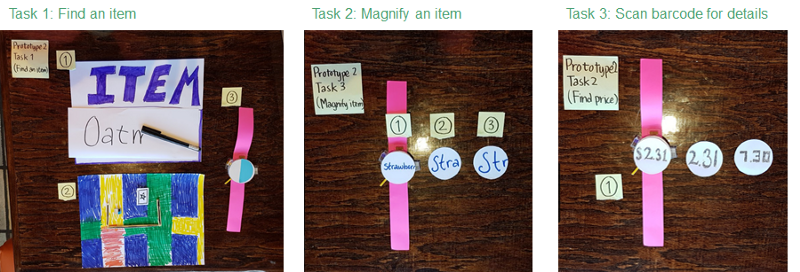 Task 1: Find an item
Task 2: Magnify an item
Task 3: Scan barcode for details
Prototype 2
Task 1
(Find an item)
1
ITEM
Oatm
2
3
Prototype 2
Task 3
(Magnify item)
1
2
3
Strawberri
Stra
Str
Prototype 2
Task 2
(Find price)
1
$2.31
2.31
7.30